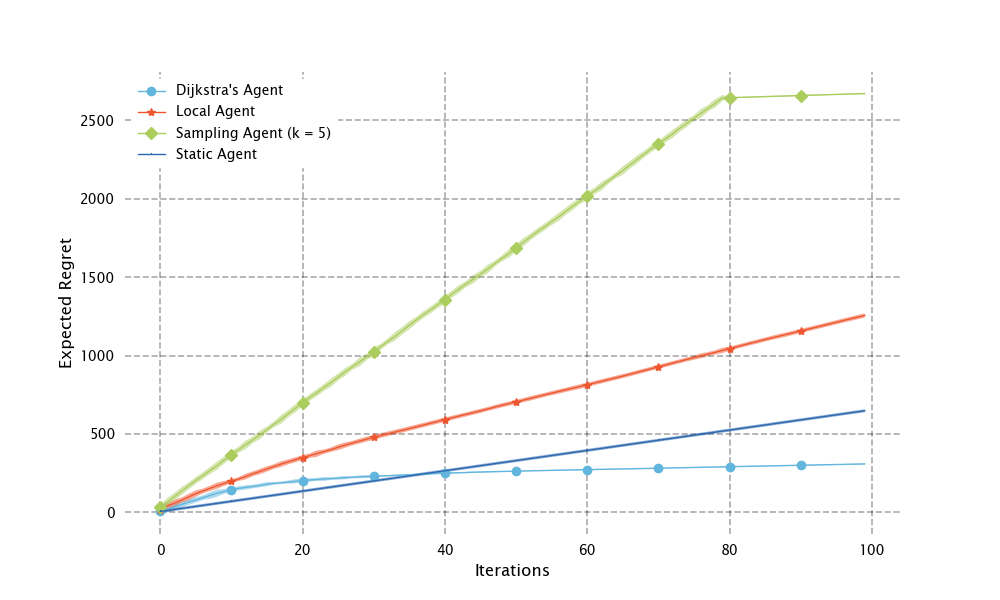 Dijkstra's Agent
Local Agent
Sampling Agent (k = 5)
Static Agent
2500
2000
1500
1000
500
0
Expected Regret
0 20 40 60 80 100
Iterations